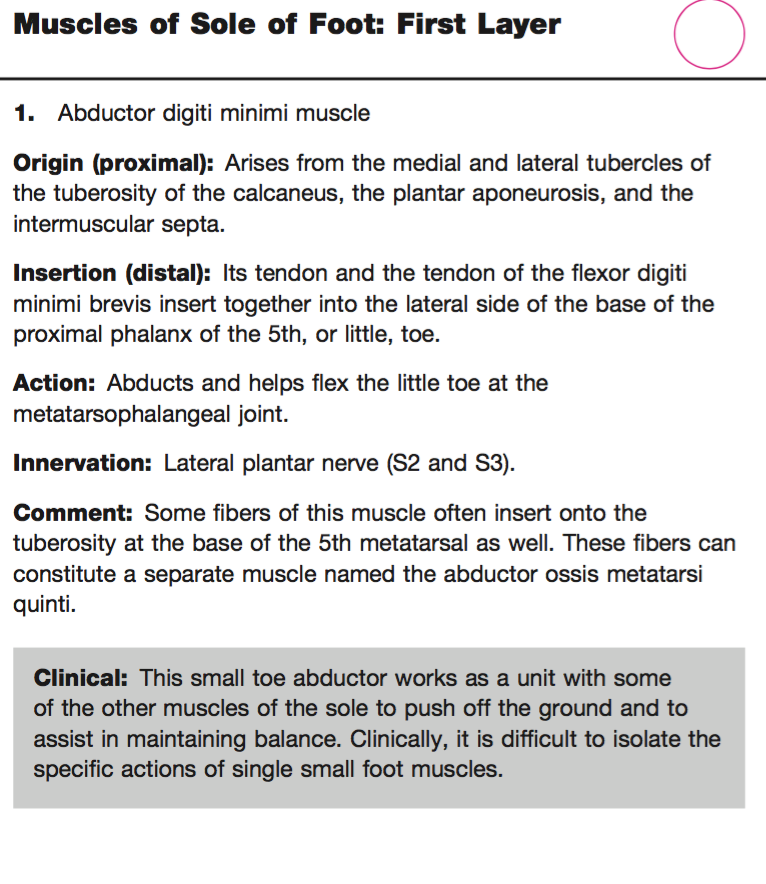 Muscles of Sole of Foot: First Layer
1. Abductor digiti minimi muscle
Origin (proximal): Arises from the medial and lateral tubercles of
the tuberosity of the calcaneus, the plantar aponeurosis, and the
intermuscular septa.
Insertion (distal): Its tendon and the tendon of the flexor digiti
minimi brevis insert together into the lateral side of the base of the
proximal phalanx of the 5th, or little, toe.
Action: Abducts and helps flex the little toe at the
metatarsophalangeal joint.
Innervation: Lateral plantar nerve (S2 and S3).
Comment: Some fibers of this muscle often insert onto the
tuberosity at the base of the 5th metatarsal as well. These fibers can
constitute a separate muscle named the abductor ossis metatarsi
quinti.
Clinical: This small toe abductor works as a unit with some
of the other muscles of the sole to push off the ground and to
assist in maintaining balance. Clinically, it is difficult to isolate the
specific actions of single small foot muscles.